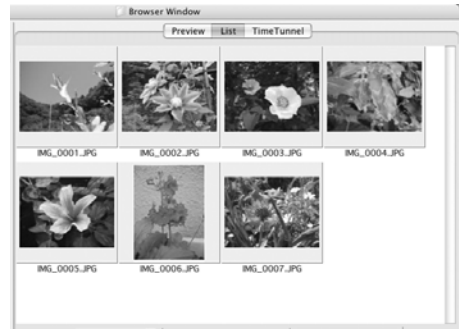 Browser Window
Preview List TimeTunnel
IMG_0001.JPG IMG_0002.JPG IMG_0003.JPG IMG_0004.JPG
IMG_0005.JPG IMG_0006.JPG IMG_0007.JPG